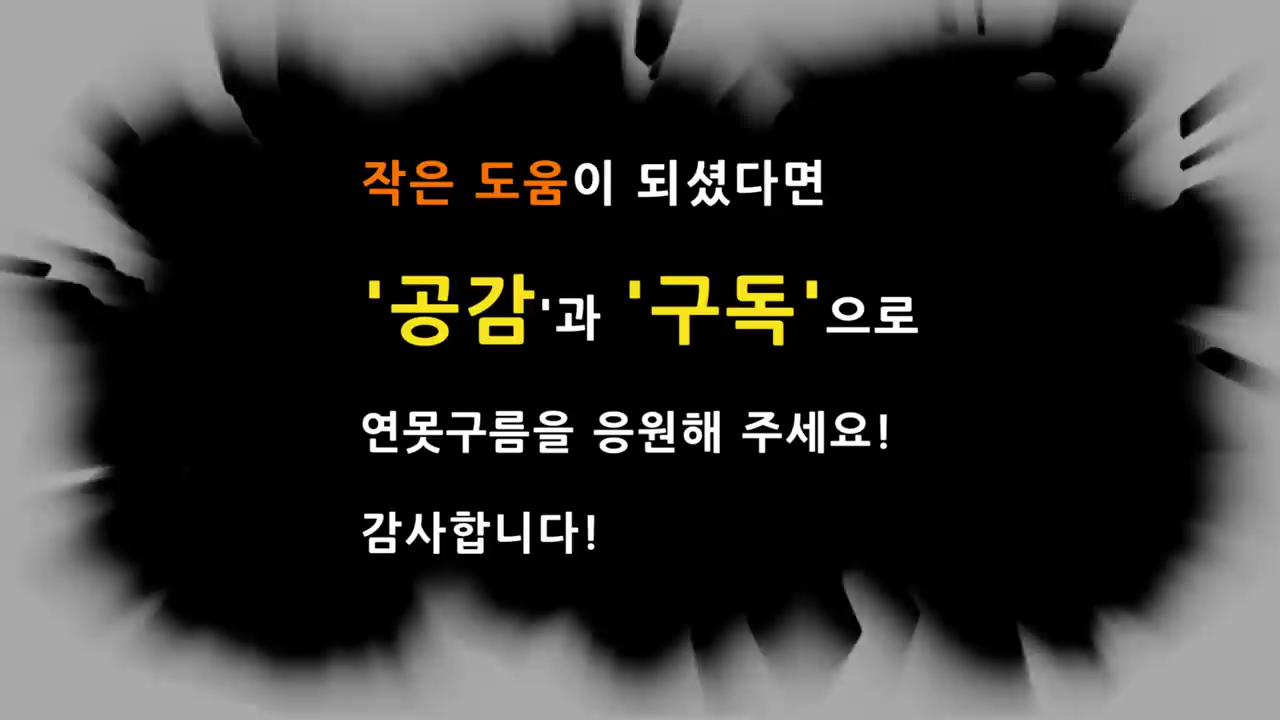 작은 도움이 되셨다면
'공감'과 '구독'으로
연못구름을 응원해 주세요!
감사합니다!